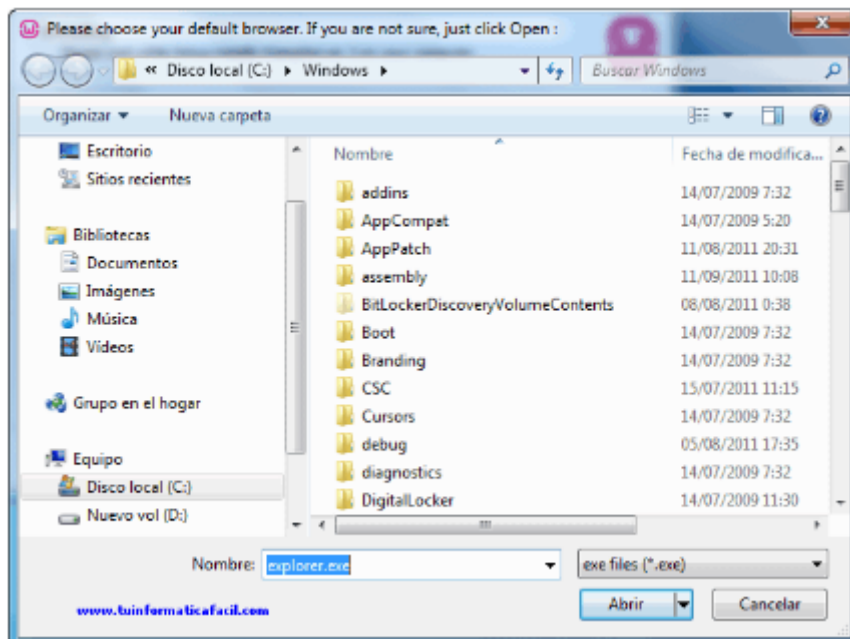 Please choose your default browser. If you are not sure, just click Open :
« Disco local (C:) Windows
Buscar Windows
Organizar
Nueva carpeta
Escritorio
Sitios recientes
Bibliotecas
Documentos
Imágenes
Música
Vídeos
Grupo en el hogar
Equipo
Disco local (C:)
Nuevo vol (D:)
Nombre Fecha de modifica...
addins 14/07/2009 7:32
AppCompat 14/07/2009 5:20
AppPatch 11/08/2011 20:31
assembly 11/09/2011 10:08
BitLockerDiscoveryVolumeContents 08/08/2011 0:38
Boot 14/07/2009 7:32
Branding 14/07/2009 7:32
CSC 15/07/2011 11:15
Cursors 14/07/2009 7:32
debug 05/08/2011 17:35
diagnostics 14/07/2009 7:32
DigitalLocker 14/07/2009 11:30
Nombre: explorer.exe
exe files (*.exe)
www.tuinformaticafacil.com
Abrir
Cancelar